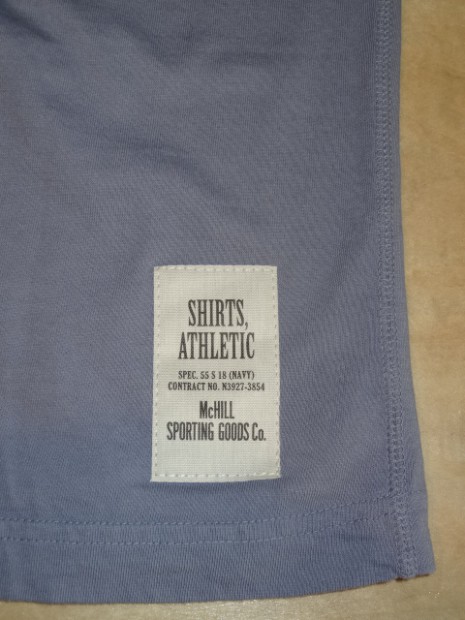 SHIRTS,
ATHLETIC
SPEC. 55 S 18 (NAVY)
CONTRACT NO. N3927-3854
McHILL
SPORTING GOODS Co.